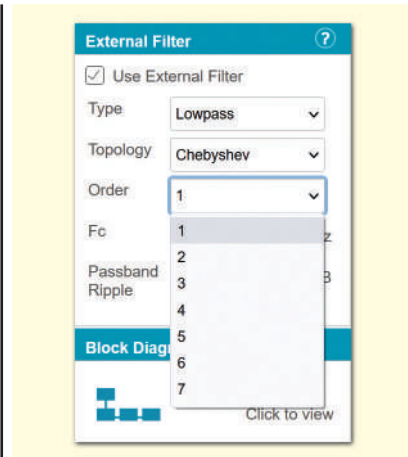 External Filter ?
Use External Filter
Type Lowpass
Topology Chebyshev
Order 1
Fc 1 z
2
Passband 3 B
Ripple
4
5
Block Diag
6
7
Click to view